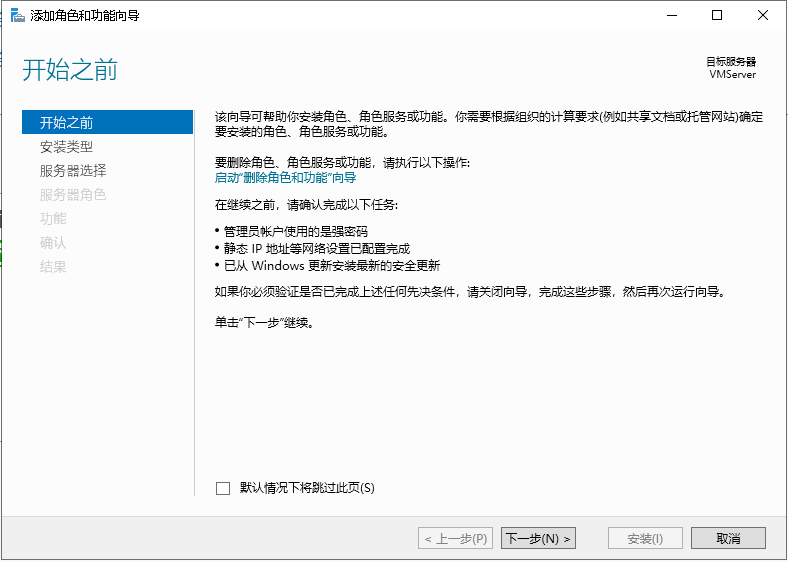 添加角色和功能向导
开始之前
目标服务器
VMServer
开始之前
安装类型
服务器选择
服务器角色
功能
确认
结果
该向导可帮助你安装角色、角色服务或功能。你需要根据组织的计算要求(例如共享文档或托管网站)确定
要安装的角色、角色服务或功能。
要删除角色、角色服务或功能，请执行以下操作:
启动“删除角色和功能”向导
在继续之前，请确认完成以下任务:
• 管理员帐户使用的是强密码
• 静态 IP 地址等网络设置已配置完成
• 已从 Windows 更新安装最新的安全更新
如果你必须验证是否已完成上述任何先决条件，请关闭向导，完成这些步骤，然后再次运行向导。
单击“下一步”继续。
默认情况下将跳过此页(S)
< 上一步(P)
下一步(N) >
安装(I)
取消